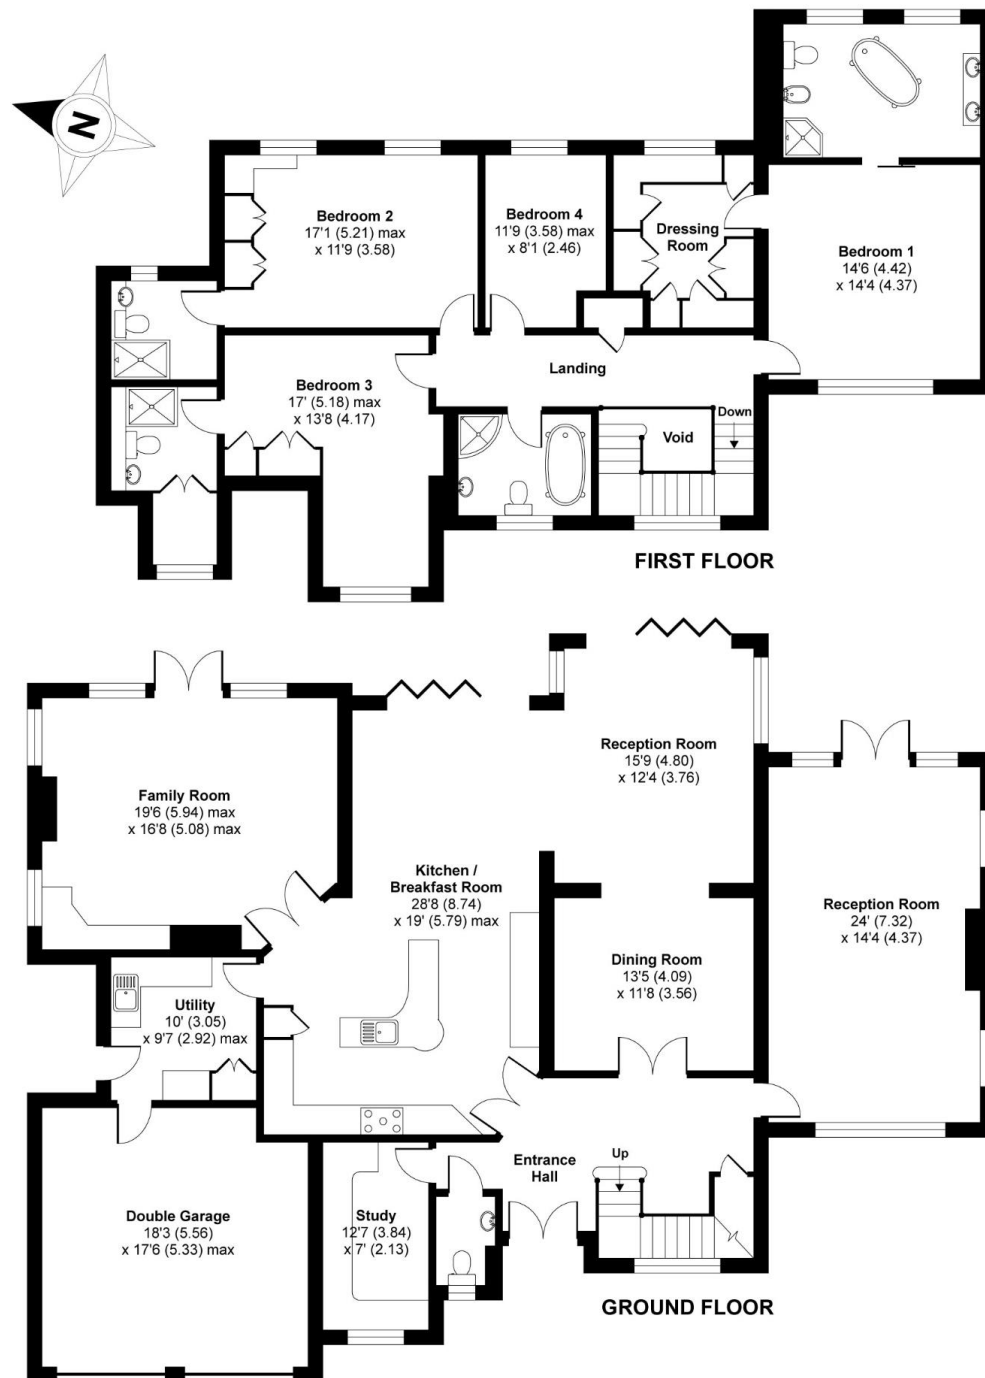 N
Bedroom 2
17'1 (5.21) max
x 11'9 (3.58)
Bedroom 4
11'9 (3.58) max
x 8'1 (2.46)
Dressing
Room
Bedroom 1
14'6 (4.42)
x 14'4 (4.37)
Bedroom 3
17' (5.18) max
x 13'8 (4.17)
Landing
Down
Void
FIRST FLOOR
Family Room
19'6 (5.94) max
x 16'8 (5.08) max
Reception Room
15'9 (4.80)
x 12'4 (3.76)
Kitchen /
Breakfast Room
28'8 (8.74)
x 19' (5.79) max
Reception Room
24' (7.32)
x 14'4 (4.37)
Dining Room
13'5 (4.09)
x 11'8 (3.56)
Utility
10' (3.05)
x 9'7 (2.92) max
Entrance
Hall
Up
Double Garage
18'3 (5.56)
x 17'6 (5.33) max
Study
12'7 (3.84)
x 7' (2.13)
GROUND FLOOR